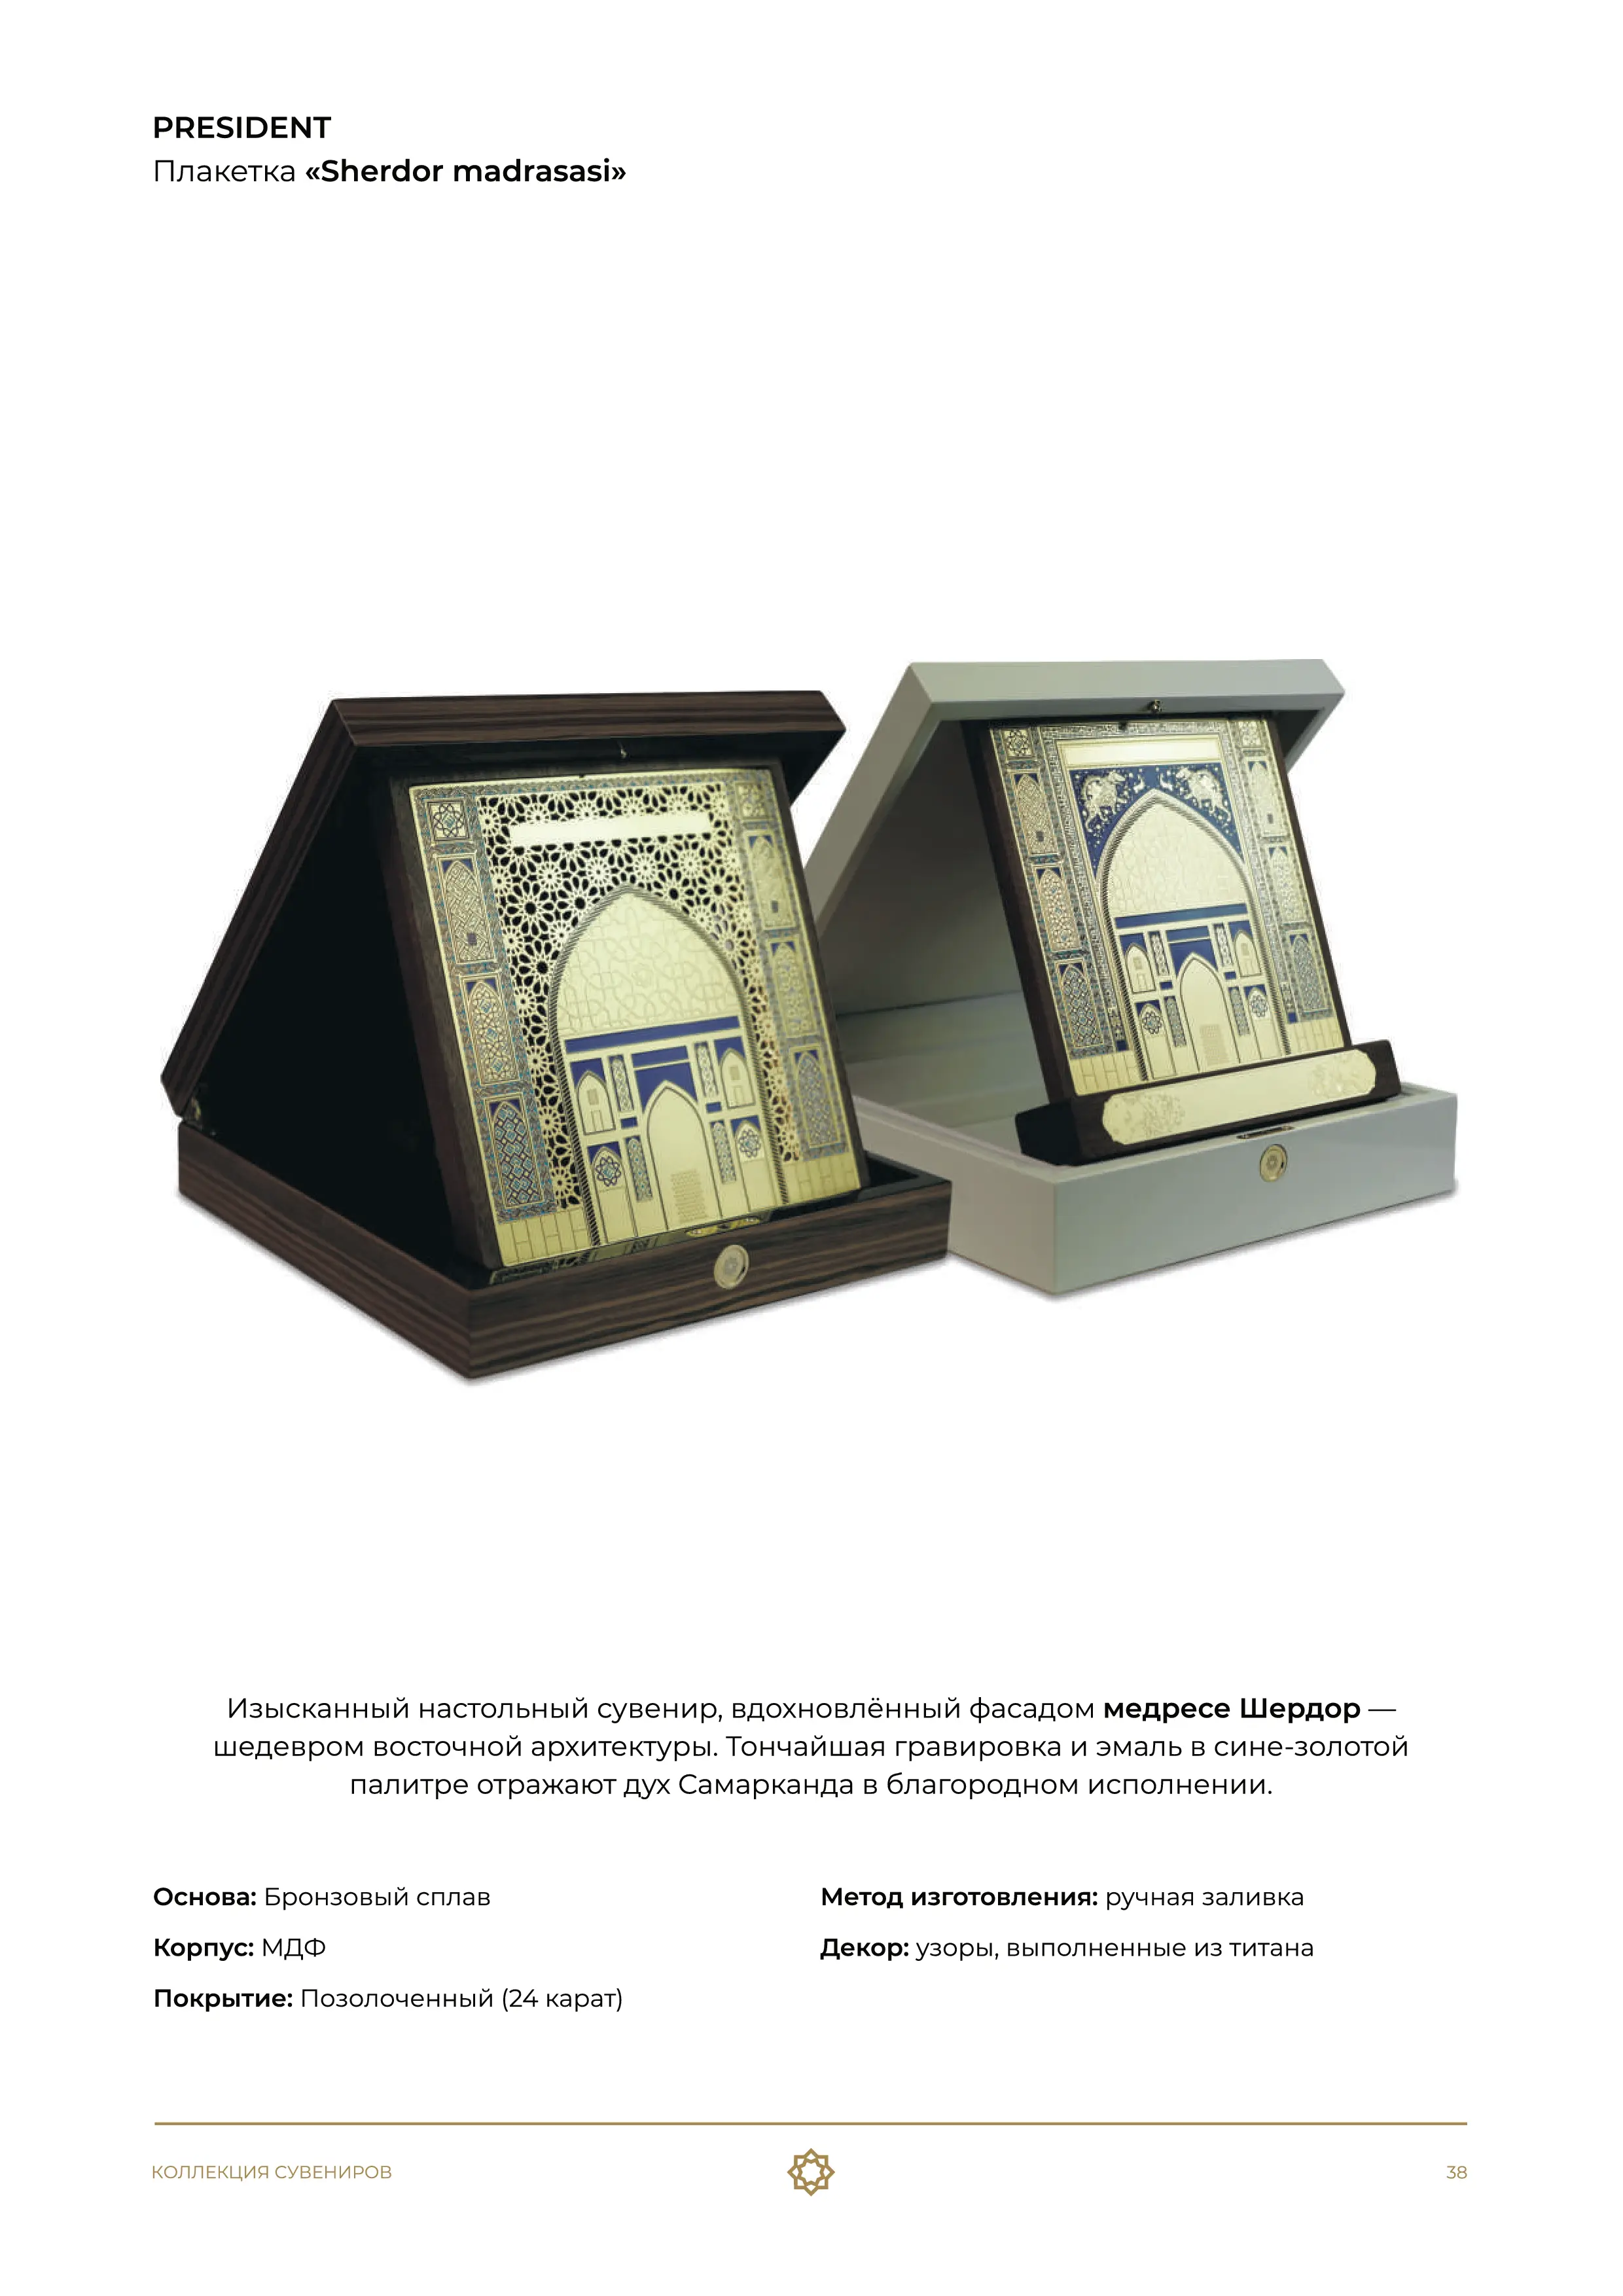 PRESIDENT
Плакетка «Sherdor madrasasi»
Изысканный настольный сувенир, вдохновлённый фасадом медресе Шердор —
шедевром восточной архитектуры. Тончайшая гравировка и эмаль в сине-золотой
палитре отражают дух Самарканда в благородном исполнении.
Основа: Бронзовый сплав
Корпус: МДФ
Покрытие: Позолоченный (24 карат)
Метод изготовления: ручная заливка
Декор: узоры, выполненные из титана
КОЛЛЕКЦИЯ СУВЕНИРОВ
38